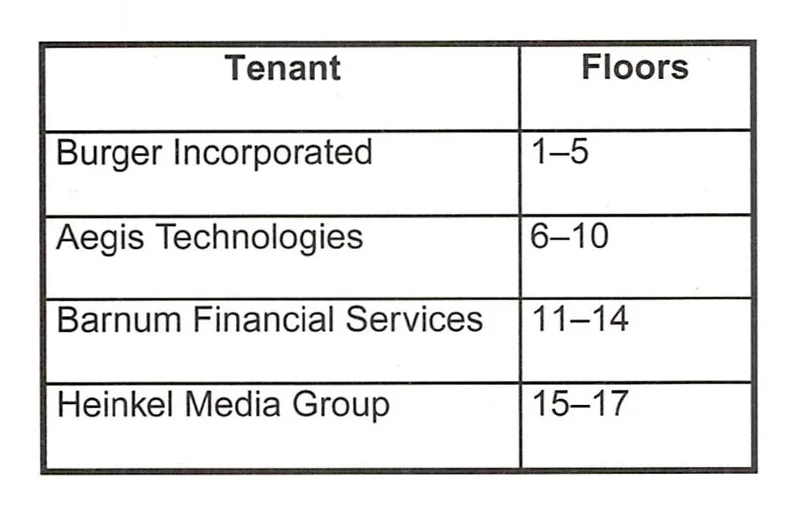 Tenant Floors
Burger Incorporated 1–5
Aegis Technologies 6–10
Barnum Financial Services 11–14
Heinkel Media Group 15–17